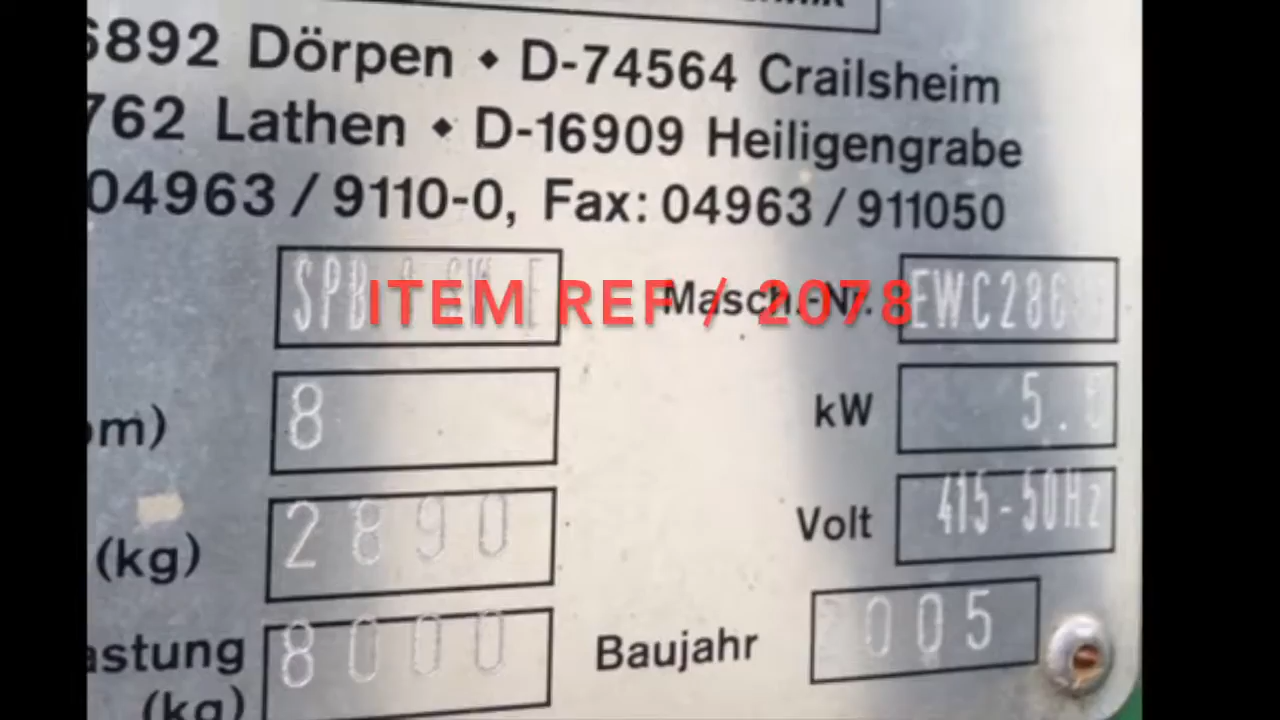 6892 Dörpen ◆ D-74564 Crailsheim
762 Lathen ◆ D-16909 Heiligengrabe
04963 / 9110-0, Fax: 04963 / 911050
ITEM REF / 2078
Masch.-Nr.
8
kW
m)
2890
Volt 415-50Hz
(kg)
8000
Baujahr 005
astung
(kg)